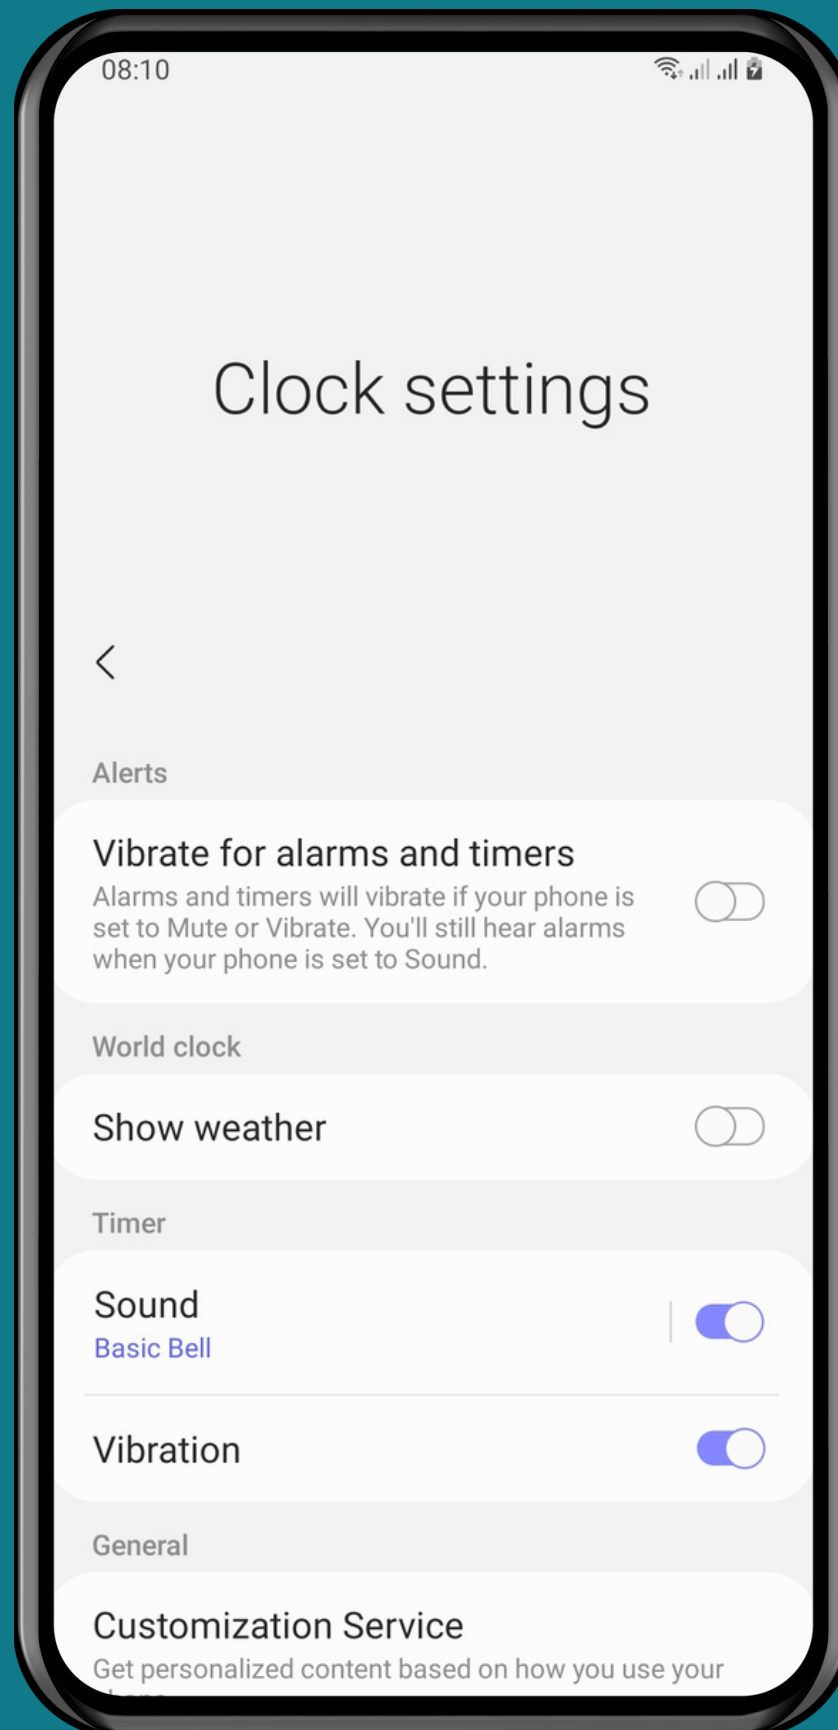 08:10
Clock settings
Alerts
Vibrate for alarms and timers
Alarms and timers will vibrate if your phone is
set to Mute or Vibrate. You'll still hear alarms
when your phone is set to Sound.
World clock
Show weather
Timer
Sound
Basic Bell
Vibration
General
Customization Service
Get personalized content based on how you use your